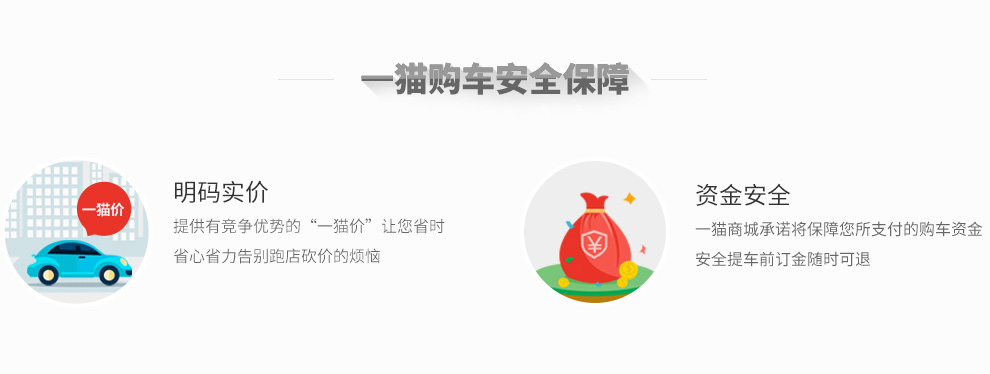 一猫购车安全保障
一猫价
明码实价
提供有竞争优势的“一猫价”让您省时
省心省力告别跑店砍价的烦恼
资金安全
一猫商城承诺将保障您所支付的购车资金
安全提车前订金随时可退